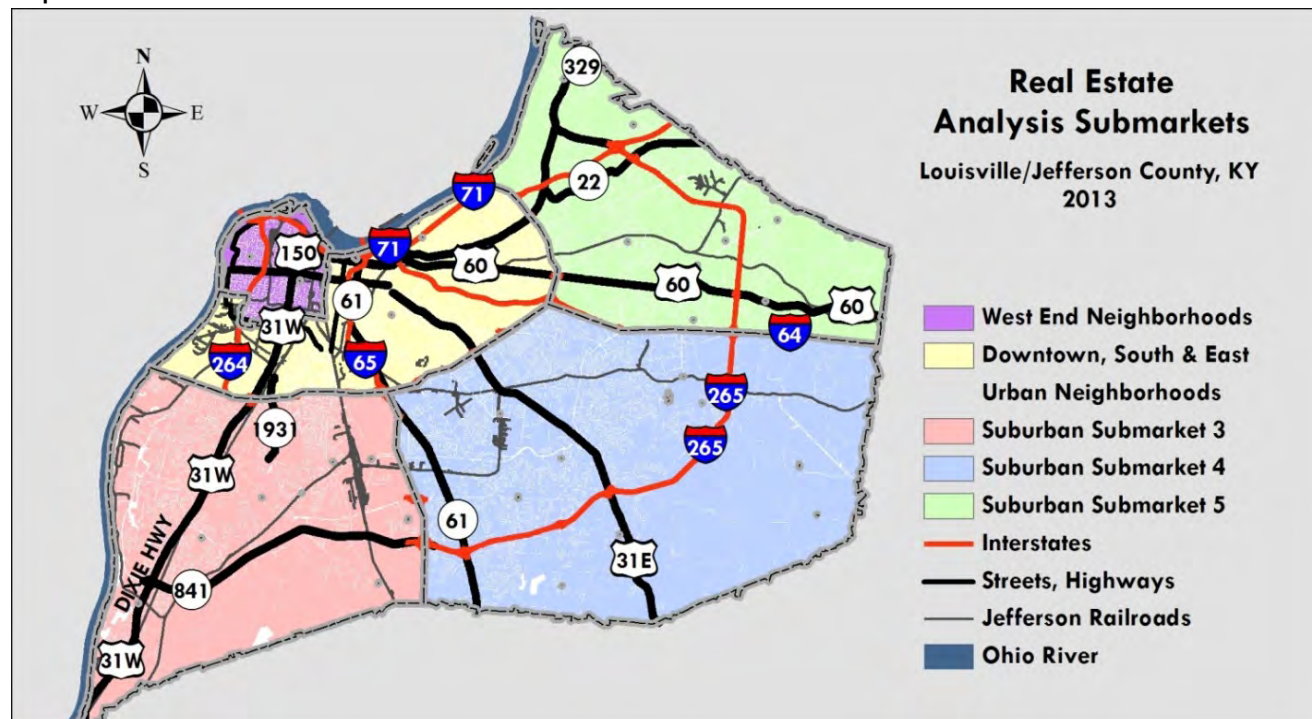 N
W E
S
Real Estate
Analysis Submarkets
Louisville/Jefferson County, KY
2013
329
22
71
71
150
60
60
60
61
31W
64
264
65
265
1931
265
31W
61
31E
DIXIE HWY
841
31W
West End Neighborhoods
Downtown, South & East
Urban Neighborhoods
Suburban Submarket 3
Suburban Submarket 4
Suburban Submarket 5
Interstates
Streets, Highways
Jefferson Railroads
Ohio River